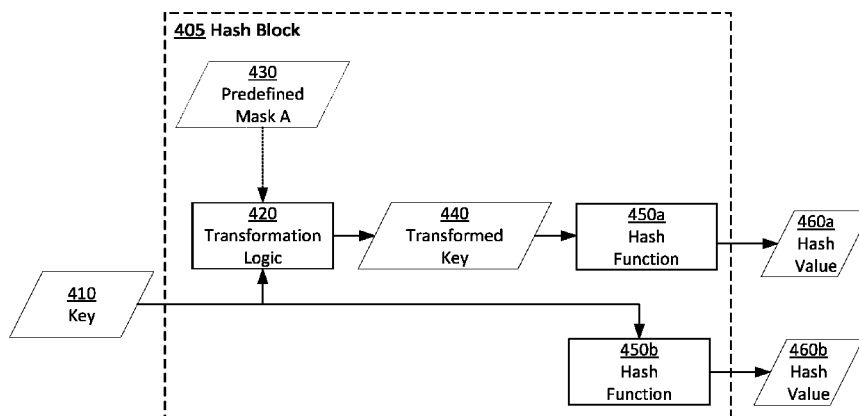 405 Hash Block
430
Predefined
Mask A
420
Transformation
Logic
440
Transformed
Key
450a
Hash
Function
460a
Hash
Value
410
Key
450b
Hash
Function
460b
Hash
Value